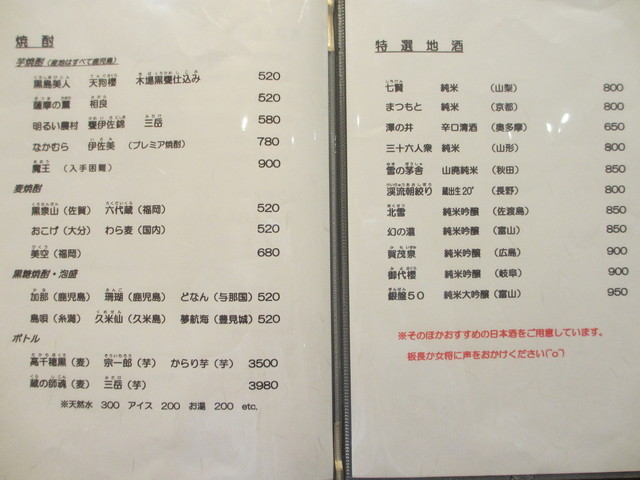 焼 酎
芋焼酎（産地はすべて鹿児島）
黒島美人 天狗櫻 木場黒甕仕込み 520
薩摩の薫 相良 520
明るい農村 甕伊佐錦 三岳 580
なかむら 伊佐美（プレミア焼酎） 780
魔王（入手困難） 900
麦焼酎
黒泉山（佐賀） 六代蔵（福岡） 520
おこげ（大分） わら麦（国内） 520
美空（福岡） 680
黒糖焼酎・泡盛
加那（鹿児島） 珊瑚（鹿児島） どなん（与那国） 520
島唄（糸満） 久米仙（久米島） 夢航海（豊見城） 520
ボトル
高千穂黒（麦） 宗一郎（芋） からり芋（芋） 3500
蔵の師魂（麦） 三岳（芋） 3980
※天然水 300 アイス 200 お湯 200 etc.
特 選 地 酒
七賢 純米 （山梨） 800
まつもと 純米 （京都） 800
澤の井 辛口清酒（奥多摩） 650
三十六人衆 純米 （山形） 800
雪の茅舎 山廃純米（秋田） 850
渓流朝絞り 蔵出生20°（長野） 800
北雪 純米吟醸（佐渡島） 850
幻の瀧 純米吟醸（富山） 850
賀茂泉 純米吟醸（広島） 900
御代櫻 純米吟醸（岐阜） 900
銀盤５０ 純米大吟醸（富山） 950
※そのほかおすすめの日本酒をご用意しています。
板長か女将に声をおかけください(^o^)